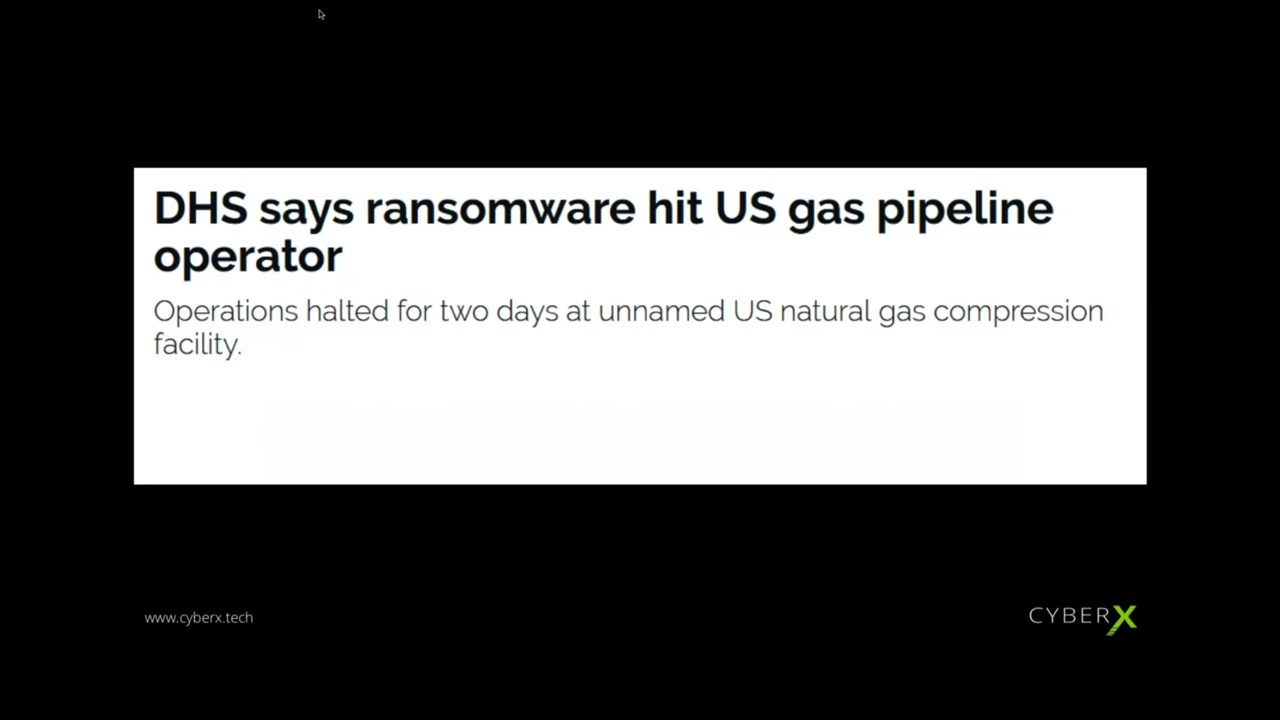 DHS says ransomware hit US gas pipeline
operator
Operations halted for two days at unnamed US natural gas compression
facility.
www.cyberx.tech
CYBERX